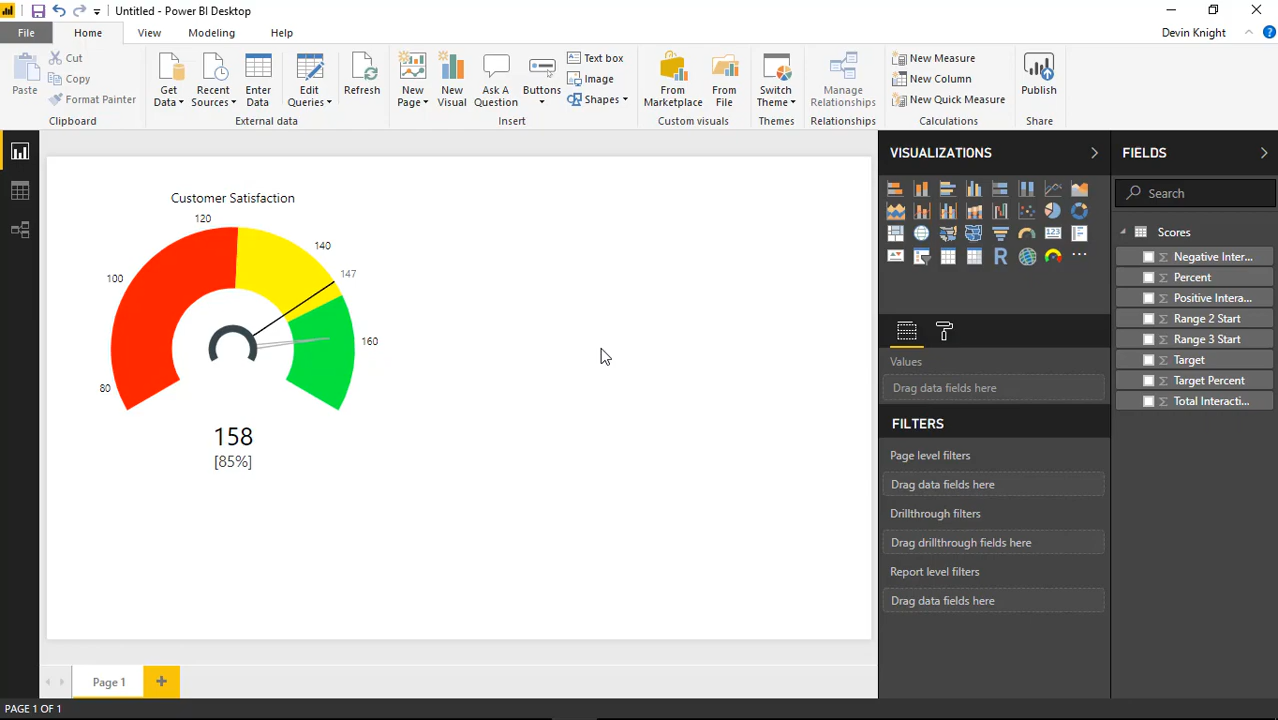 Untitled - Power BI Desktop
File
Home
View
Modeling
Help
Devin Knight
Paste
Cut
Copy
Format Painter
Clipboard
Get Data
Recent Sources
Enter Data
Edit Queries
External data
Refresh
New Page
New Visual
Ask A Question
Buttons
Text box
Image
Shapes
Insert
From Marketplace
From File
Custom visuals
Switch Theme
Themes
Manage Relationships
Relationships
New Measure
New Column
New Quick Measure
Calculations
Publish
Share
Customer Satisfaction
80
100
120
140
147
160
158
[85%]
VISUALIZATIONS
123
R
Values
Drag data fields here
FILTERS
Page level filters
Drag data fields here
Drillthrough filters
Drag drillthrough fields here
Report level filters
Drag data fields here
FIELDS
Search
Scores
Σ Negative Inter...
Σ Percent
Σ Positive Intera...
Σ Range 2 Start
Σ Range 3 Start
Σ Target
Σ Target Percent
Σ Total Interacti...
Page 1
PAGE 1 OF 1